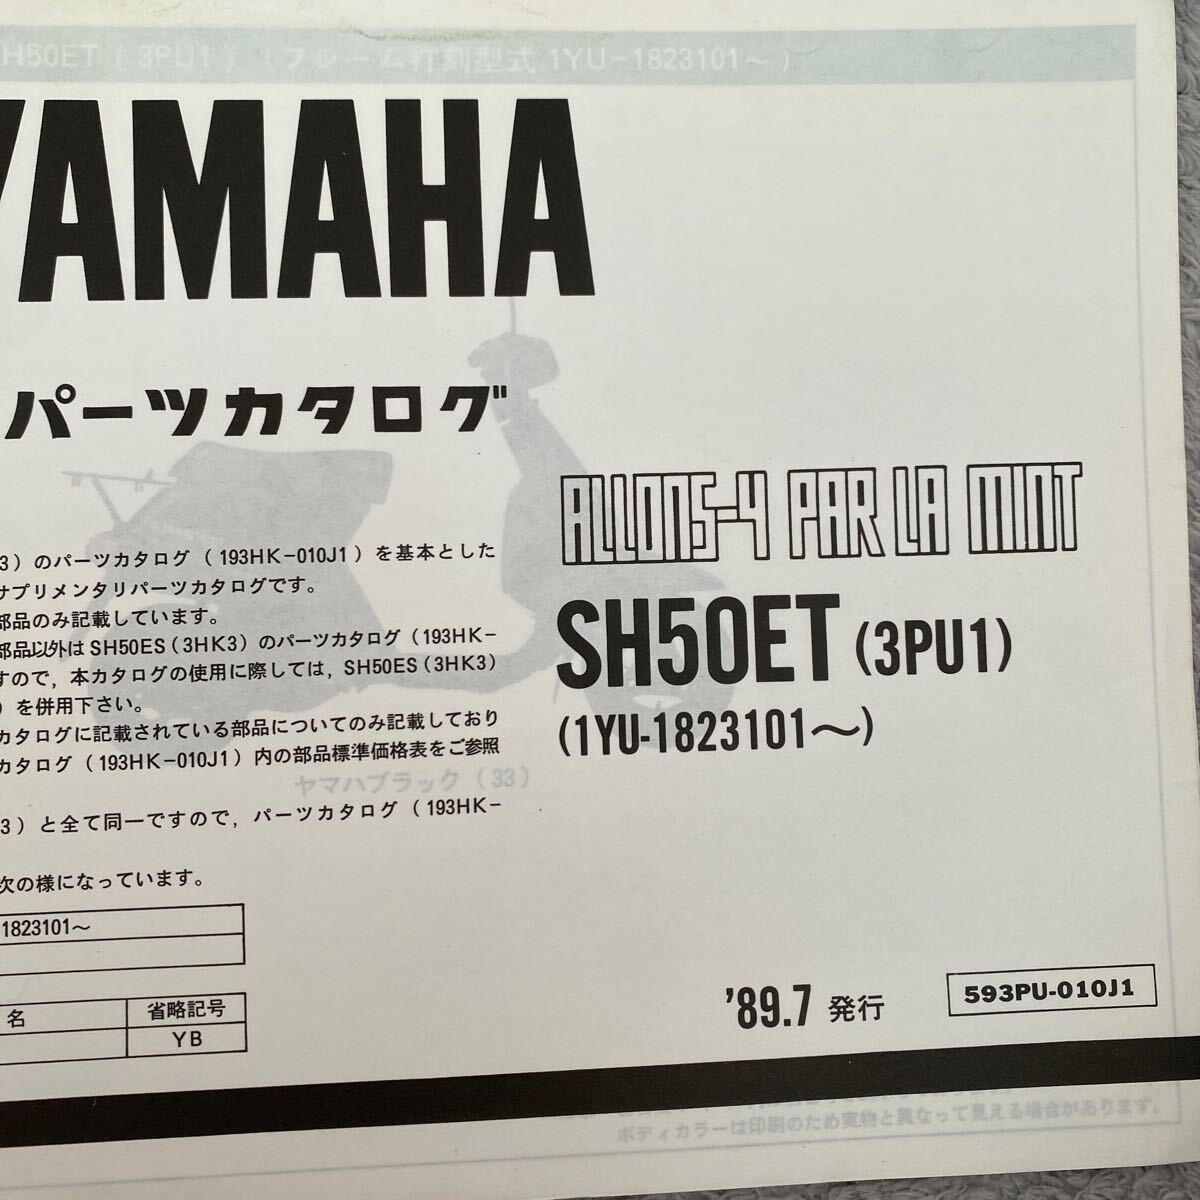 H50ET ( 3PU1 ) (フレーム打刻型式 1YU-1823101～ )
YAMAHA
パーツカタログ
ALLONS-Y PAR LA MINT
SH50ET (3PU1)
(1YU-1823101～)
3) のパーツカタログ ( 193HK-010J1 ) を基本とした
サプリメンタリパーツカタログです。
部品のみ記載しています。
部品以外は SH50ES (3HK3) のパーツカタログ (193HK-
すので, 本カタログの使用に際しては, SH50ES (3HK3)
) を併用下さい。
カタログに記載されている部品についてのみ記載しており
カタログ ( 193HK-010J1 ) 内の部品標準価格表をご参照
ヤマハブラック ( 33 )
3 ) と全て同一ですので, パーツカタログ ( 193HK-
次の様になっています。
1823101～
名 省略記号
YB
'89.7 発行
593PU-010J1
ボディカラーは印刷のため実物と異なって見える場合があります。